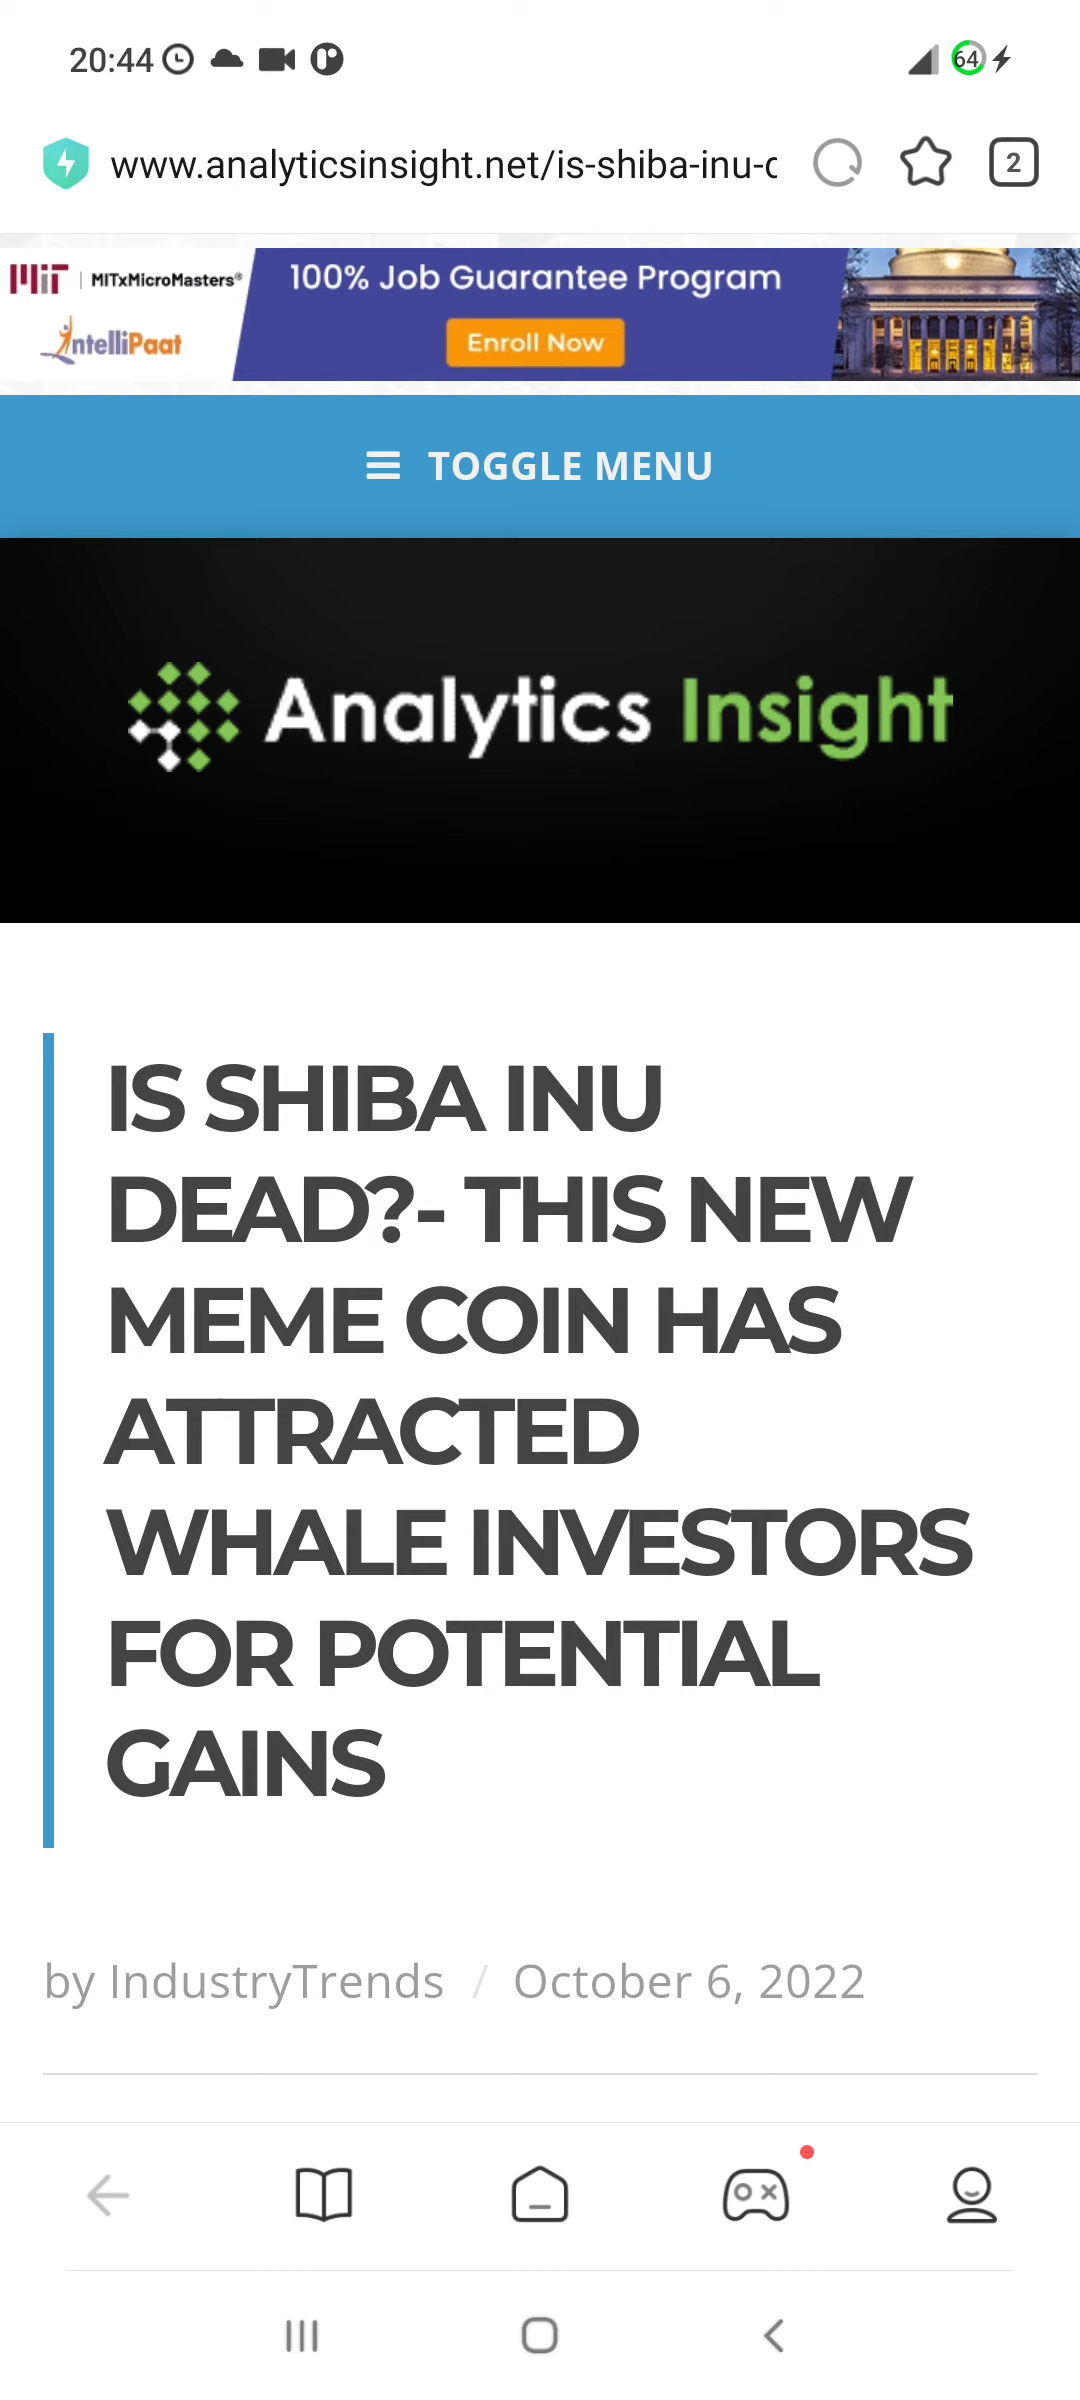 20:44
64
www.analyticsinsight.net/is-shiba-inu-c
2
MIT | MITxMicroMasters®
IntelliPaat
100% Job Guarantee Program
Enroll Now
TOGGLE MENU
Analytics Insight
IS SHIBA INU
DEAD?- THIS NEW
MEME COIN HAS
ATTRACTED
WHALE INVESTORS
FOR POTENTIAL
GAINS
by IndustryTrends / October 6, 2022